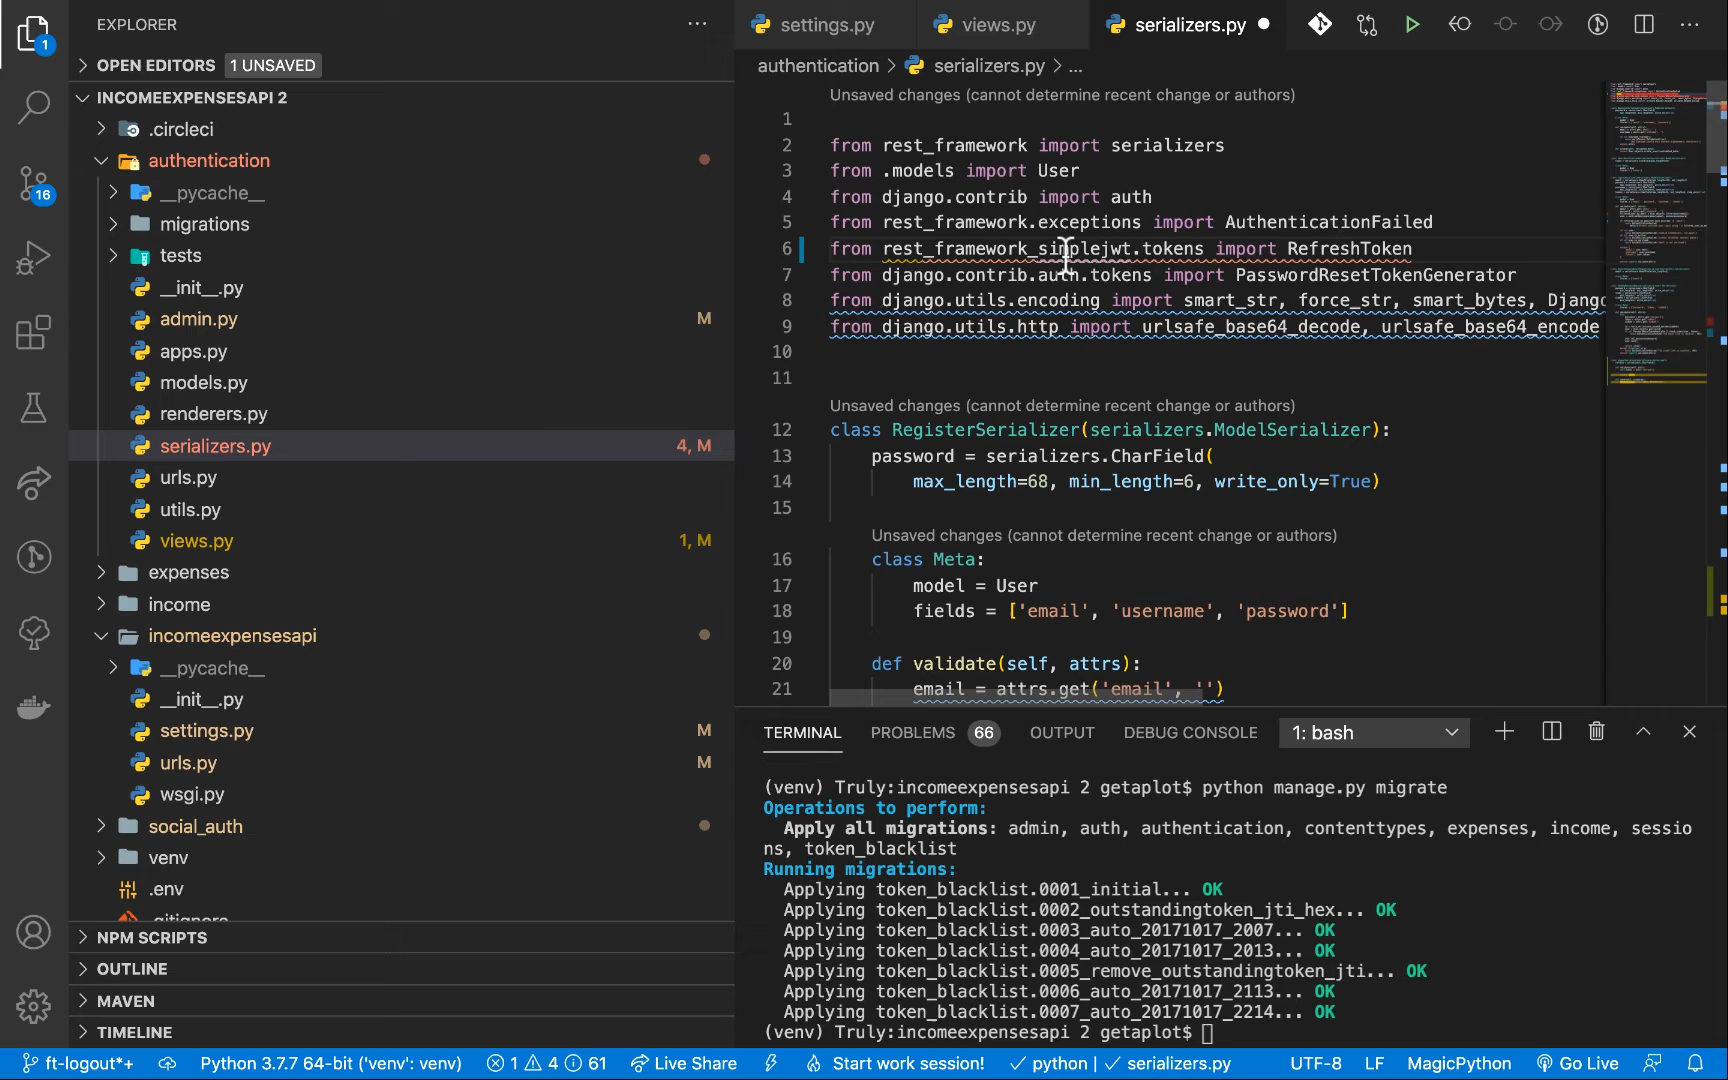 EXPLORER
OPEN EDITORS 1 UNSAVED
INCOMEEXPENSESAPI 2
.circleci
authentication
__pycache__
migrations
tests
__init__.py
admin.py M
apps.py
models.py
renderers.py
serializers.py 4, M
urls.py
utils.py
views.py 1, M
expenses
income
incomeexpensesapi
__pycache__
__init__.py
settings.py M
urls.py M
wsgi.py
social_auth
venv
.env
.gitignore
NPM SCRIPTS
OUTLINE
MAVEN
TIMELINE
1
16
settings.py views.py serializers.py
authentication > serializers.py > ...
Unsaved changes (cannot determine recent change or authors)
1
2 from rest_framework import serializers
3 from .models import User
4 from django.contrib import auth
5 from rest_framework.exceptions import AuthenticationFailed
6 from rest_framework_simplejwt.tokens import RefreshToken
7 from django.contrib.auth.tokens import PasswordResetTokenGenerator
8 from django.utils.encoding import smart_str, force_str, smart_bytes, Django
9 from django.utils.http import urlsafe_base64_decode, urlsafe_base64_encode
10
11
Unsaved changes (cannot determine recent change or authors)
12 class RegisterSerializer(serializers.ModelSerializer):
13 password = serializers.CharField(
14 max_length=68, min_length=6, write_only=True)
15
Unsaved changes (cannot determine recent change or authors)
16 class Meta:
17 model = User
18 fields = ['email', 'username', 'password']
19
20 def validate(self, attrs):
21 email = attrs.get('email', '')
TERMINAL PROBLEMS 66 OUTPUT DEBUG CONSOLE 1: bash
(venv) Truly:incomeexpensesapi 2 getaplot$ python manage.py migrate
Operations to perform:
Apply all migrations: admin, auth, authentication, contenttypes, expenses, income, sessio
ns, token_blacklist
Running migrations:
Applying token_blacklist.0001_initial... OK
Applying token_blacklist.0002_outstandingtoken_jti_hex... OK
Applying token_blacklist.0003_auto_20171017_2007... OK
Applying token_blacklist.0004_auto_20171017_2013... OK
Applying token_blacklist.0005_remove_outstandingtoken_jti... OK
Applying token_blacklist.0006_auto_20171017_2113... OK
Applying token_blacklist.0007_auto_20171017_2214... OK
(venv) Truly:incomeexpensesapi 2 getaplot$
ft-logout*+ Python 3.7.7 64-bit ('venv': venv) 1 4 61 Live Share Start work session! python | serializers.py UTF-8 LF MagicPython Go Live